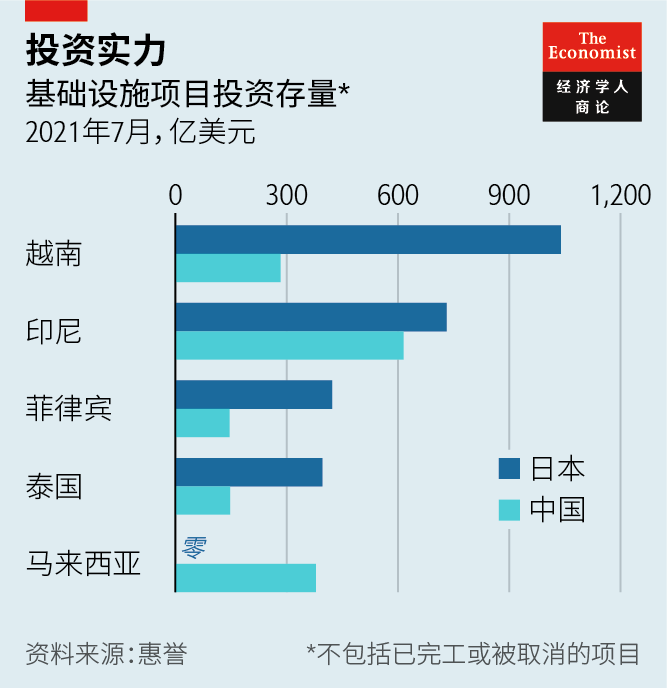 投资实力
基础设施项目投资存量*
2021年7月，亿美元
The
Economist
经济学人
商论
0 300 600 900 1,200
越南
印尼
菲律宾
泰国
马来西亚
零
日本
中国
资料来源：惠誉
*不包括已完工或被取消的项目